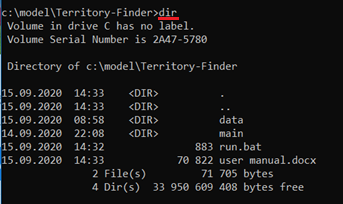 c:\model\Territory-Finder>dir
Volume in drive C has no label.
Volume Serial Number is 2A47-5780
Directory of c:\model\Territory-Finder
15.09.2020 14:33 <DIR> .
15.09.2020 14:33 <DIR> ..
15.09.2020 08:58 <DIR> data
14.09.2020 22:08 <DIR> main
15.09.2020 14:32 883 run.bat
15.09.2020 14:33 70 822 user manual.docx
2 File(s) 71 705 bytes
4 Dir(s) 33 950 609 408 bytes free